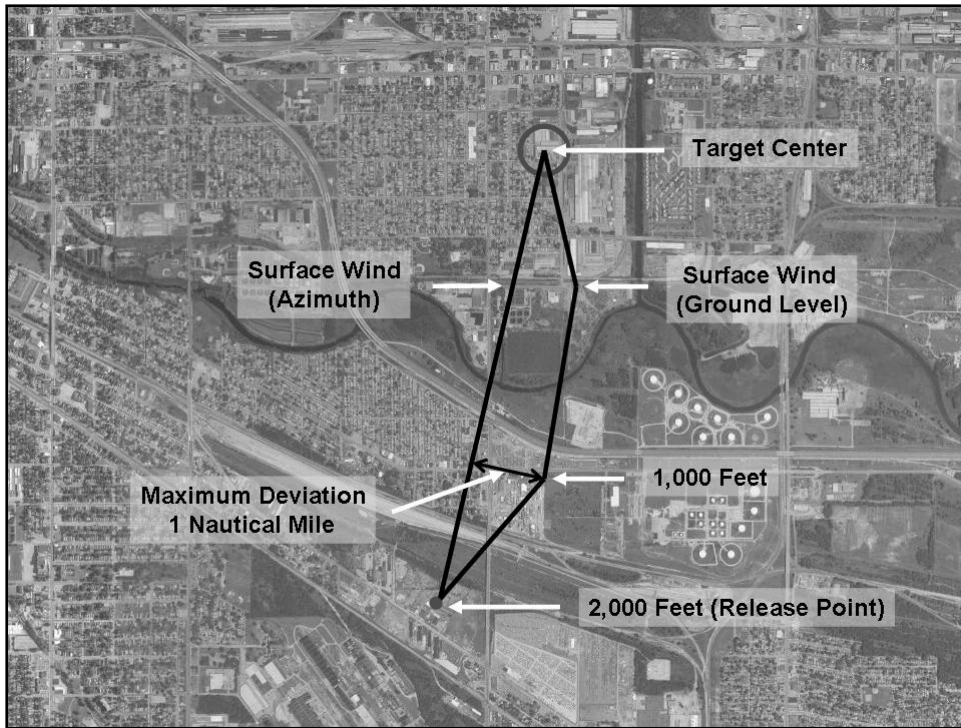 Target Center
Surface Wind
(Azimuth)
Surface Wind
(Ground Level)
1,000 Feet
Maximum Deviation
1 Nautical Mile
2,000 Feet (Release Point)